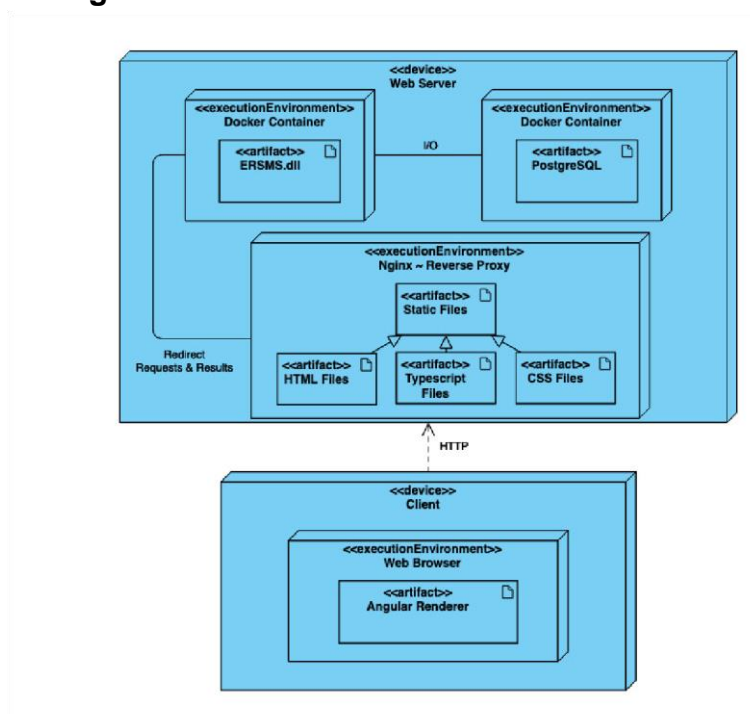 <<device>>
Web Server
<<executionEnvironment>>
Docker Container
<<artifact>>
ERSMS.dll
I/O
<<executionEnvironment>>
Docker Container
<<artifact>>
PostgreSQL
<<executionEnvironment>>
Nginx ~ Reverse Proxy
<<artifact>>
Static Files
Redirect
Requests & Results
<<artifact>>
HTML Files
<<artifact>>
Typescript
Files
<<artifact>>
CSS Files
HTTP
<<device>>
Client
<<executionEnvironment>>
Web Browser
<<artifact>>
Angular Renderer